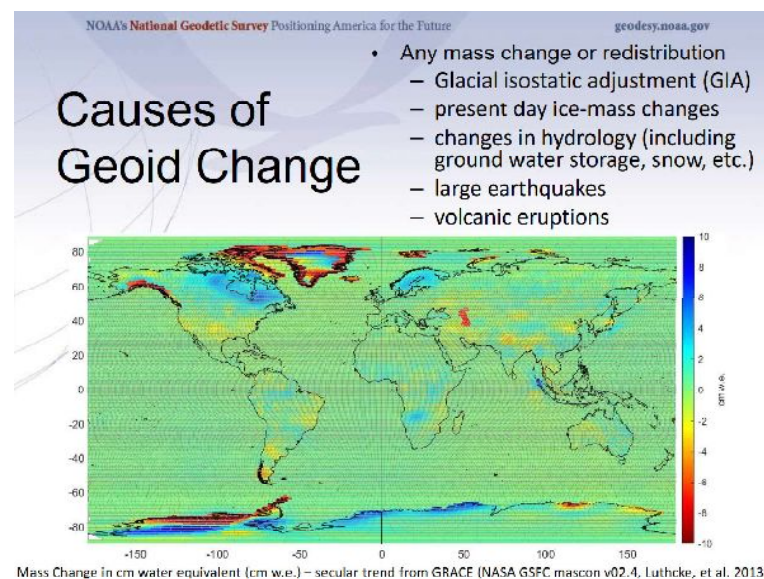 NOAA's National Geodetic Survey Positioning America for the Future
geodesy.noaa.gov
Causes of
Geoid Change
• Any mass change or redistribution
– Glacial isostatic adjustment (GIA)
– present day ice-mass changes
– changes in hydrology (including
ground water storage, snow, etc.)
– large earthquakes
– volcanic eruptions
80
60
40
20
0
-20
-40
-60
-80
-150 -100 -50 0 50 100 150
10
8
6
4
2
0
-2
-4
-6
-8
-10
cm w.e.
Mass Change in cm water equivalent (cm w.e.) – secular trend from GRACE (NASA GSFC mascon v02.4, Luthcke, et al. 2013